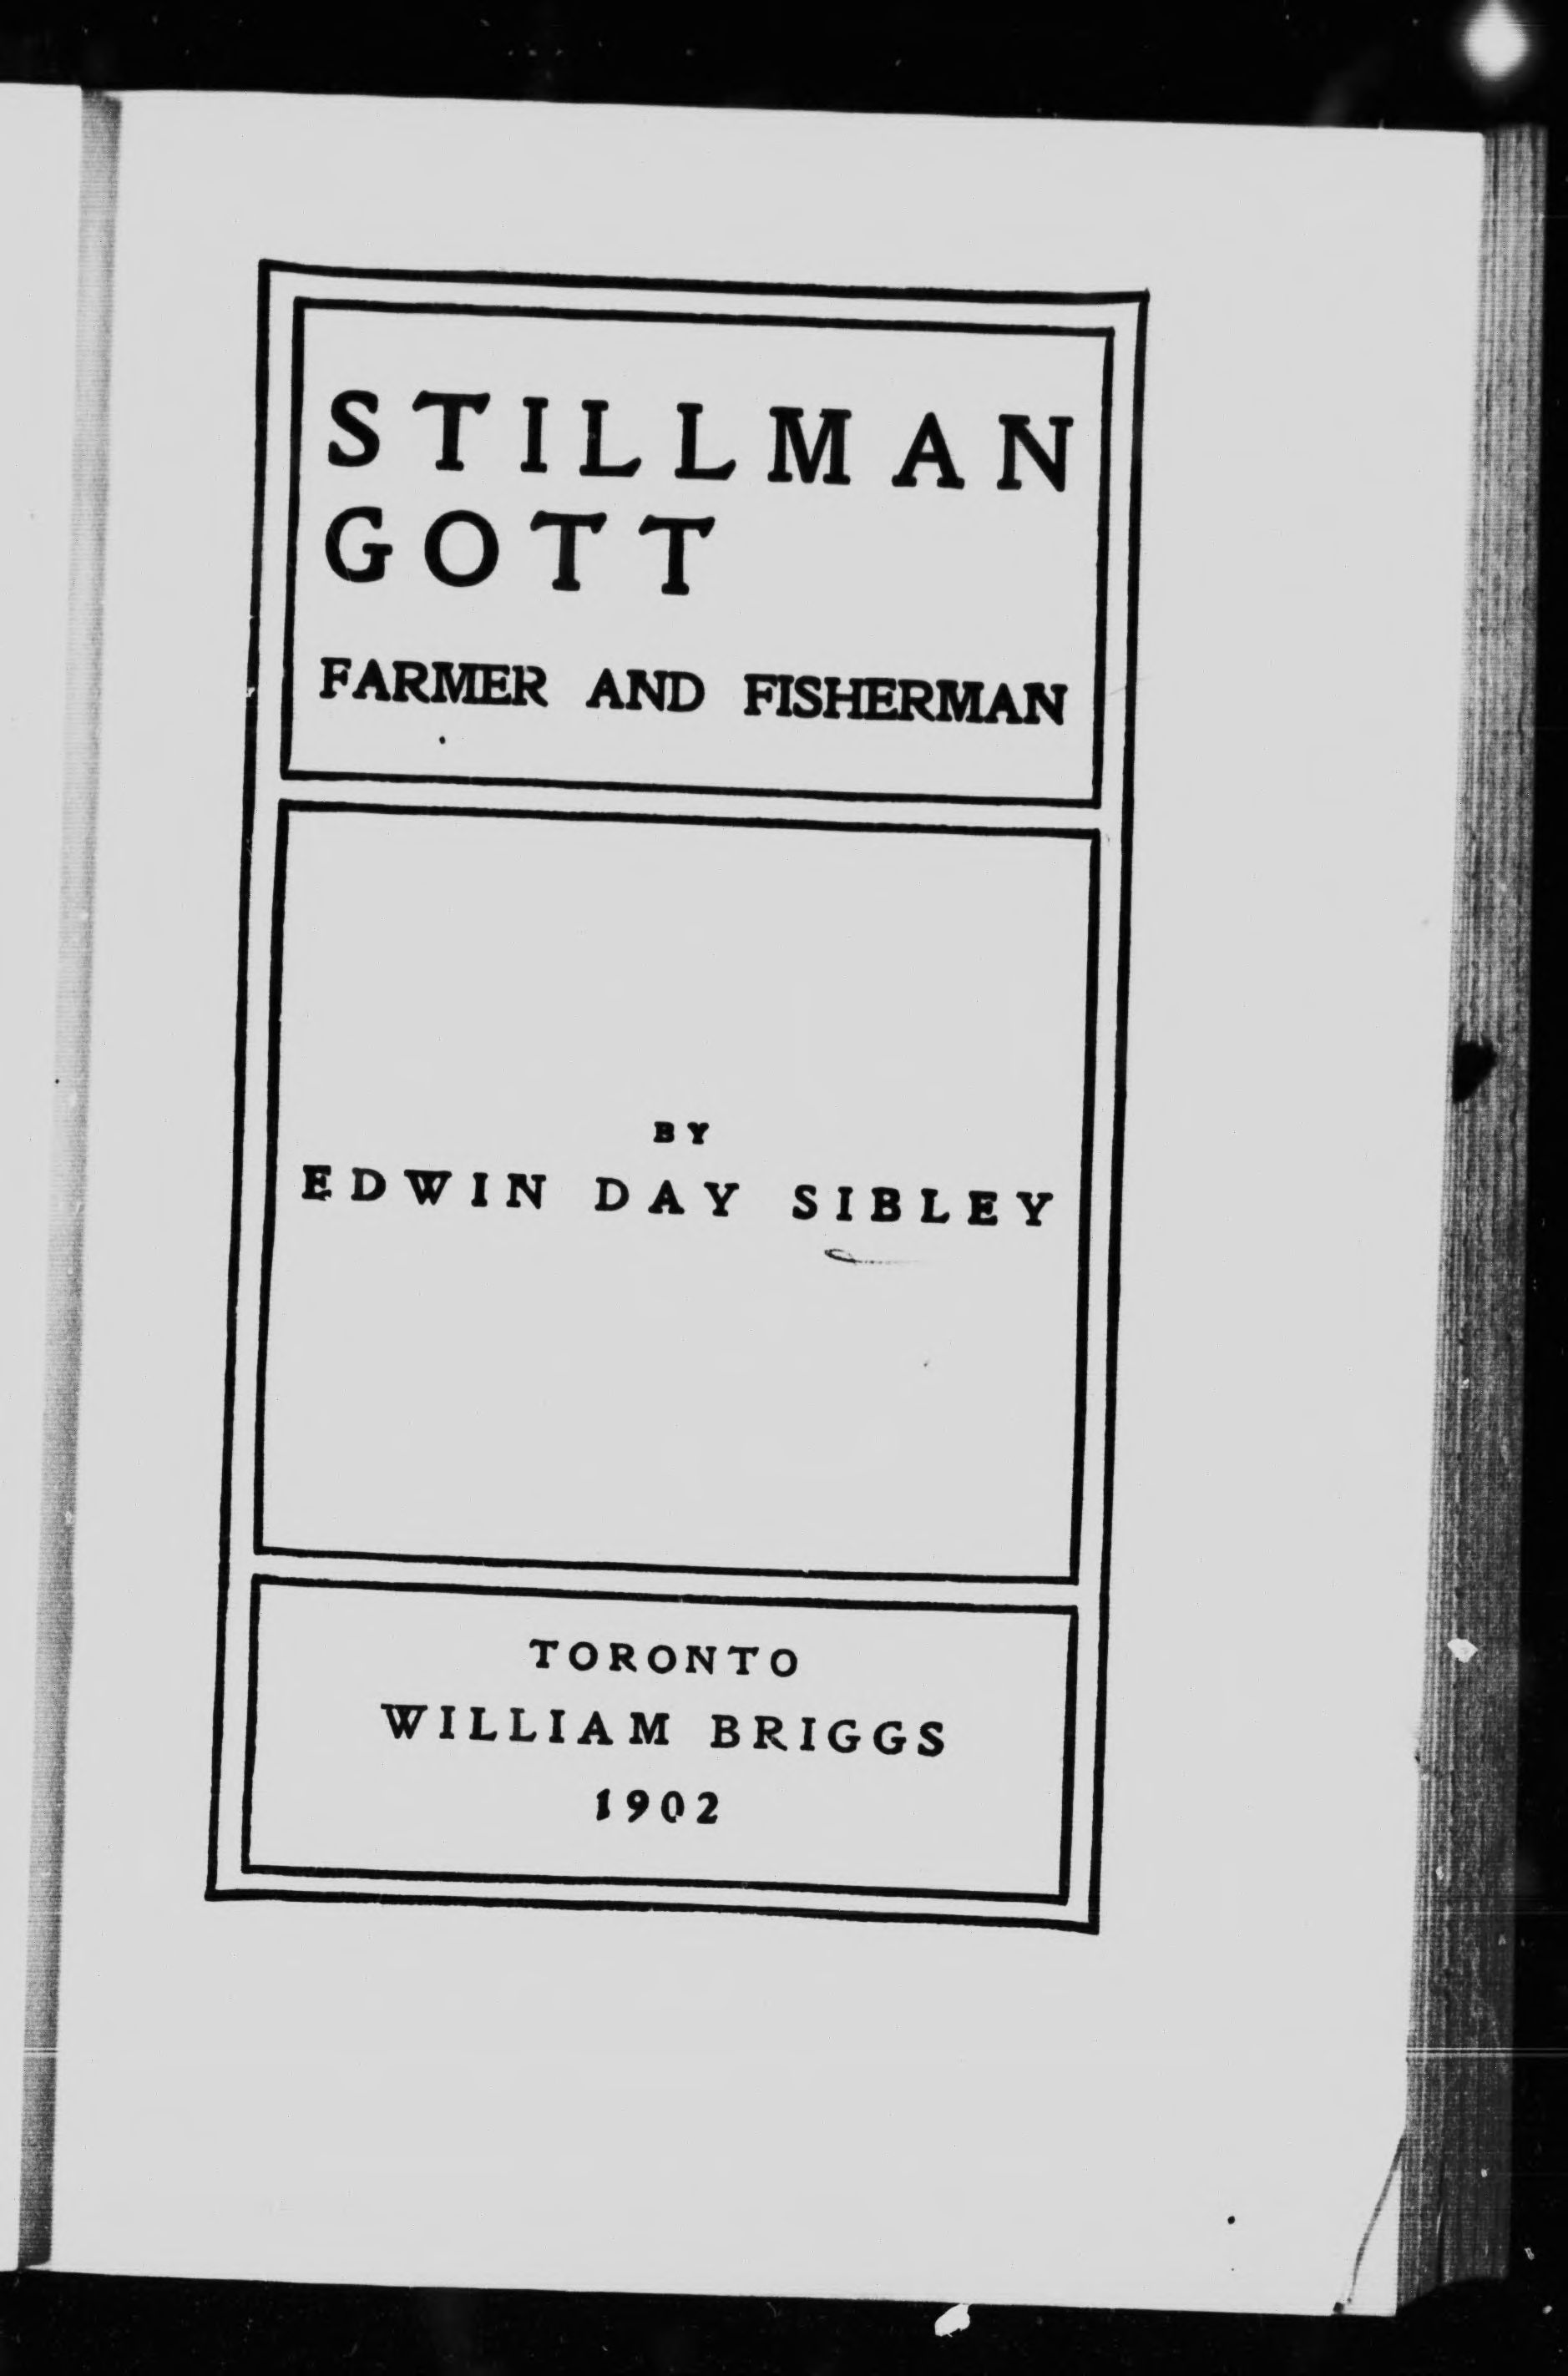 STILLMAN
GOTT
FARMER AND FISHERMAN
BY
EDWIN DAY SIBLEY
TORONTO
WILLIAM BRIGGS
1902